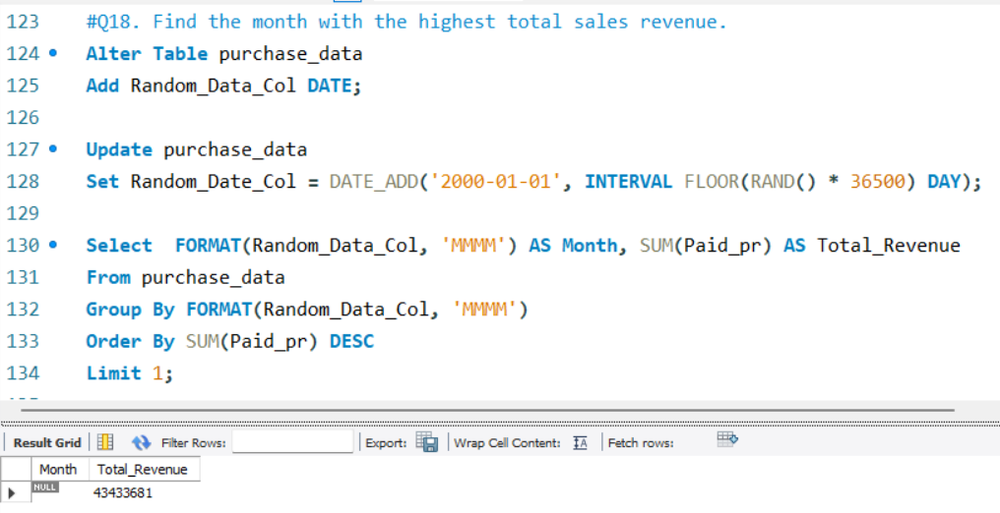 123 #Q18. Find the month with the highest total sales revenue.
124 Alter Table purchase_data
125 Add Random_Data_Col DATE;
126
127 Update purchase_data
128 Set Random_Date_Col = DATE_ADD('2000-01-01', INTERVAL FLOOR(RAND() * 36500) DAY);
129
130 Select FORMAT(Random_Data_Col, 'MMMM') AS Month, SUM(Paid_pr) AS Total_Revenue
131 From purchase_data
132 Group By FORMAT(Random_Data_Col, 'MMMM')
133 Order By SUM(Paid_pr) DESC
134 Limit 1;
Result Grid Filter Rows: Export: Wrap Cell Content: IA Fetch rows:
Month Total_Revenue
NULL 43433681